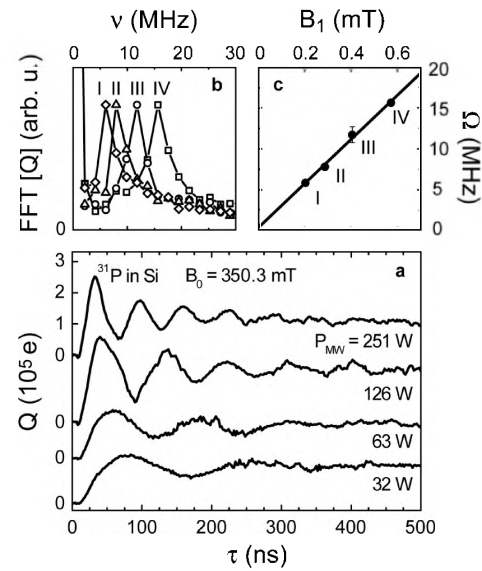 ν (MHz)
B₁ (mT)
0 10 20 30
0.0 0.2 0.4 0.6
FFT [Q] (arb. u.)
0
I II III IV
b
c
I
II
III
IV
20
15
10
5
0
Ω (MHz)
³¹P in Si B₀ = 350.3 mT
a
P_MW = 251 W
126 W
63 W
32 W
Q (10⁵ e)
3
2
1
0
0
0
0
0 100 200 300 400 500
τ (ns)